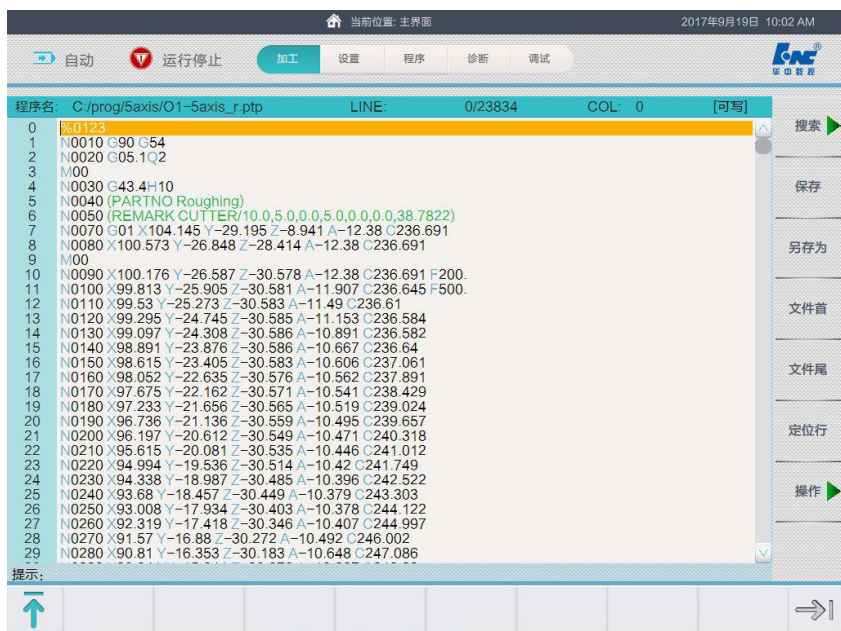 当前位置: 主界面
2017年9月19日 10:02 AM
自动
运行停止
加工
设置
程序
诊断
调试
HNC
华中数控
程序名: C:/prog/5axis/O1-5axis_r.ptp LINE: 0/23834 COL: 0 [可写]
0 %0123
1 N0010 G90 G54
2 N0020 G05.1Q2
3 M00
4 N0030 G43.4H10
5 N0040 (PARTNO Roughing)
6 N0050 (REMARK CUTTER/10.0,5.0,0.0,5.0,0.0,0.0,38.7822)
7 N0070 G01 X104.145 Y-29.195 Z-8.941 A-12.38 C236.691
8 N0080 X100.573 Y-26.848 Z-28.414 A-12.38 C236.691
9 M00
10 N0090 X100.176 Y-26.587 Z-30.578 A-12.38 C236.691 F200.
11 N0100 X99.813 Y-25.905 Z-30.581 A-11.907 C236.645 F500.
12 N0110 X99.53 Y-25.273 Z-30.583 A-11.49 C236.61
13 N0120 X99.295 Y-24.745 Z-30.585 A-11.153 C236.584
14 N0130 X99.097 Y-24.308 Z-30.586 A-10.891 C236.582
15 N0140 X98.891 Y-23.876 Z-30.586 A-10.667 C236.64
16 N0150 X98.615 Y-23.405 Z-30.583 A-10.606 C237.061
17 N0160 X98.052 Y-22.635 Z-30.576 A-10.562 C237.891
18 N0170 X97.675 Y-22.162 Z-30.571 A-10.541 C238.429
19 N0180 X97.233 Y-21.656 Z-30.565 A-10.519 C239.024
20 N0190 X96.736 Y-21.136 Z-30.559 A-10.495 C239.657
21 N0200 X96.197 Y-20.612 Z-30.549 A-10.471 C240.318
22 N0210 X95.615 Y-20.081 Z-30.535 A-10.446 C241.012
23 N0220 X94.994 Y-19.536 Z-30.514 A-10.42 C241.749
24 N0230 X94.338 Y-18.987 Z-30.485 A-10.396 C242.522
25 N0240 X93.68 Y-18.457 Z-30.449 A-10.379 C243.303
26 N0250 X93.008 Y-17.934 Z-30.403 A-10.378 C244.122
27 N0260 X92.319 Y-17.418 Z-30.346 A-10.407 C244.997
28 N0270 X91.57 Y-16.88 Z-30.272 A-10.492 C246.002
29 N0280 X90.81 Y-16.353 Z-30.183 A-10.648 C247.086
搜索
保存
另存为
文件首
文件尾
定位行
操作
提示: